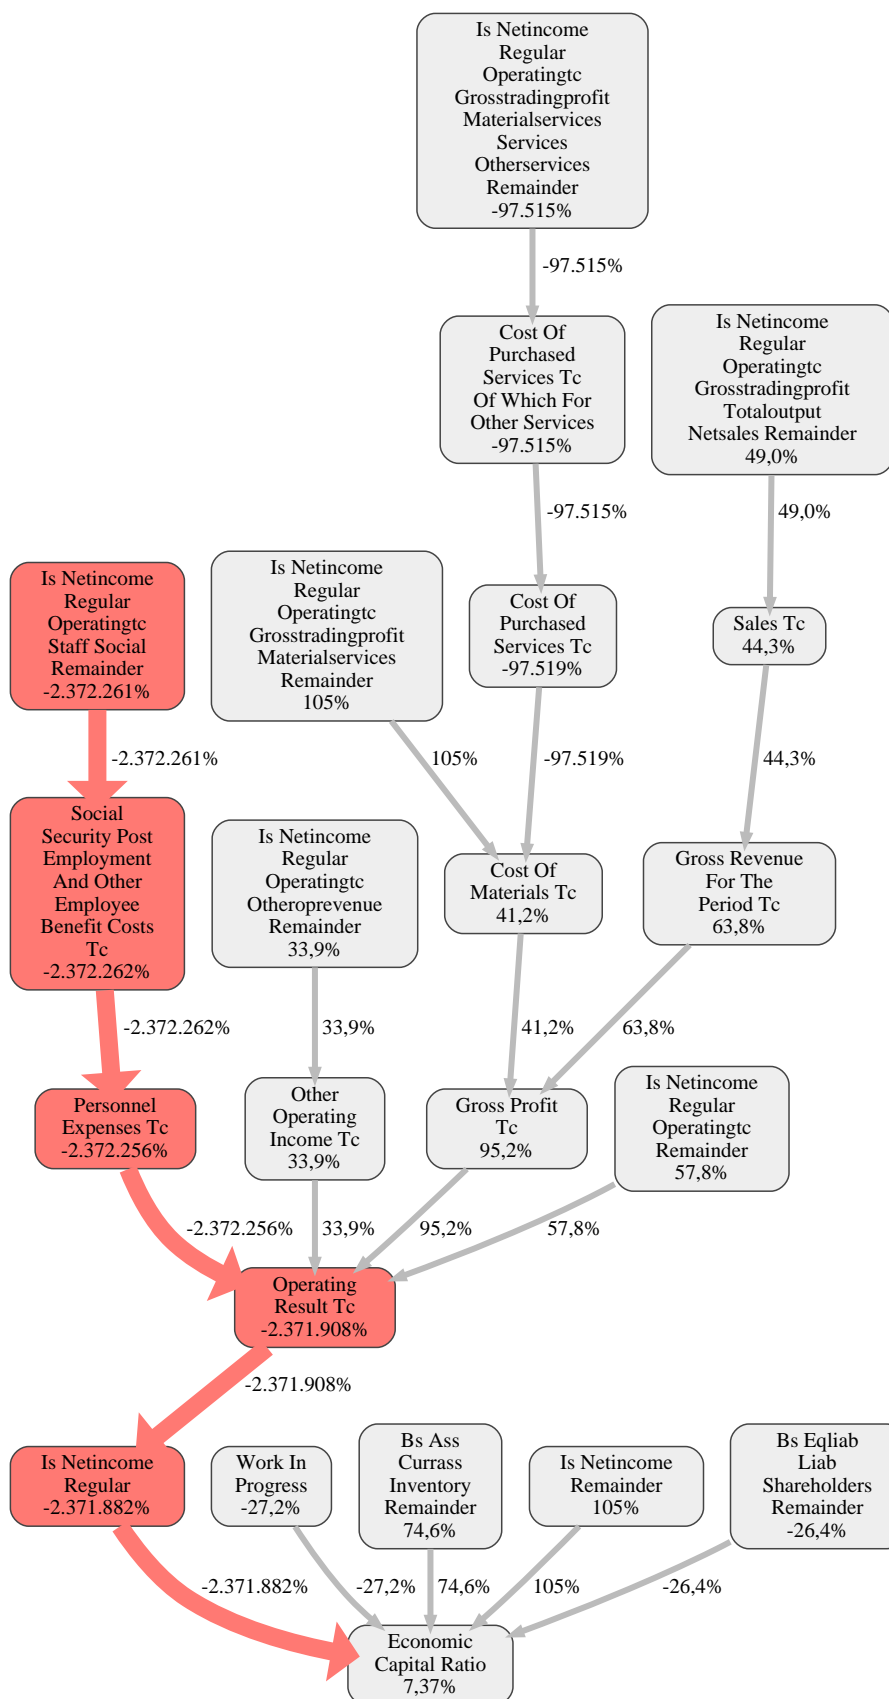 Is Netincome
Regular
Operatingtc
Grosstradingprofit
Materialservices
Services
Otherservices
Remainder
-97.515%
-97.515%
Cost Of
Purchased
Services Tc
Of Which For
Other Services
-97.515%
Is Netincome
Regular
Operatingtc
Grosstradingprofit
Totaloutput
Netsales Remainder
49,0%
-97.515%
49,0%
Is Netincome
Regular
Operatingtc
Staff Social
Remainder
-2.372.261%
Is Netincome
Regular
Operatingtc
Grosstradingprofit
Materialservices
Remainder
105%
Cost Of
Purchased
Services Tc
-97.519%
Sales Tc
44,3%
-2.372.261%
105%
-97.519%
44,3%
Social
Security Post
Employment
And Other
Employee
Benefit Costs
Tc
-2.372.262%
Is Netincome
Regular
Operatingtc
Otheroprevenue
Remainder
33,9%
Cost Of
Materials Tc
41,2%
Gross Revenue
For The
Period Tc
63,8%
-2.372.262%
33,9%
41,2%
63,8%
Personnel
Expenses Tc
-2.372.256%
Other
Operating
Income Tc
33,9%
Gross Profit
Tc
95,2%
Is Netincome
Regular
Operatingtc
Remainder
57,8%
-2.372.256%
33,9%
95,2%
57,8%
Operating
Result Tc
-2.371.908%
-2.371.908%
Is Netincome
Regular
-2.371.882%
Work In
Progress
-27,2%
Bs Ass
Currass
Inventory
Remainder
74,6%
Is Netincome
Remainder
105%
Bs Eqliab
Liab
Shareholders
Remainder
-26,4%
-2.371.882%
-27,2%
74,6%
105%
-26,4%
Economic
Capital Ratio
7,37%